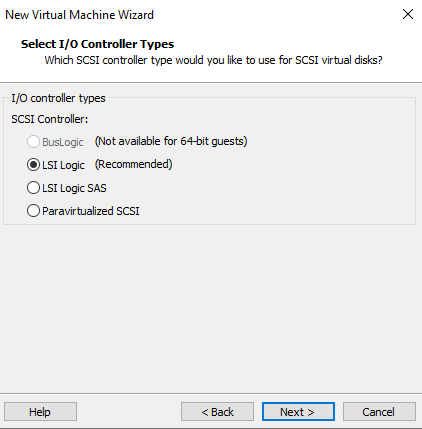 New Virtual Machine Wizard
Select I/O Controller Types
Which SCSI controller type would you like to use for SCSI virtual disks?
I/O controller types
SCSI Controller:
BusLogic (Not available for 64-bit guests)
LSI Logic (Recommended)
LSI Logic SAS
Paravirtualized SCSI
Help < Back Next > Cancel